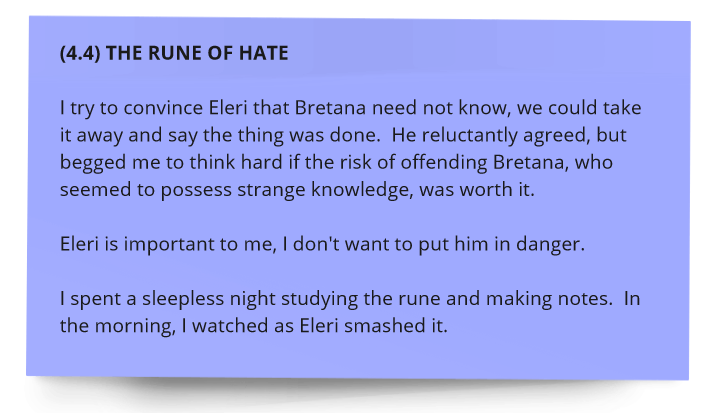 (4.4) THE RUNE OF HATE
I try to convince Eleri that Bretana need not know, we could take
it away and say the thing was done.  He reluctantly agreed, but
begged me to think hard if the risk of offending Bretana, who
seemed to possess strange knowledge, was worth it.
Eleri is important to me, I don't want to put him in danger.
I spent a sleepless night studying the rune and making notes.  In
the morning, I watched as Eleri smashed it.